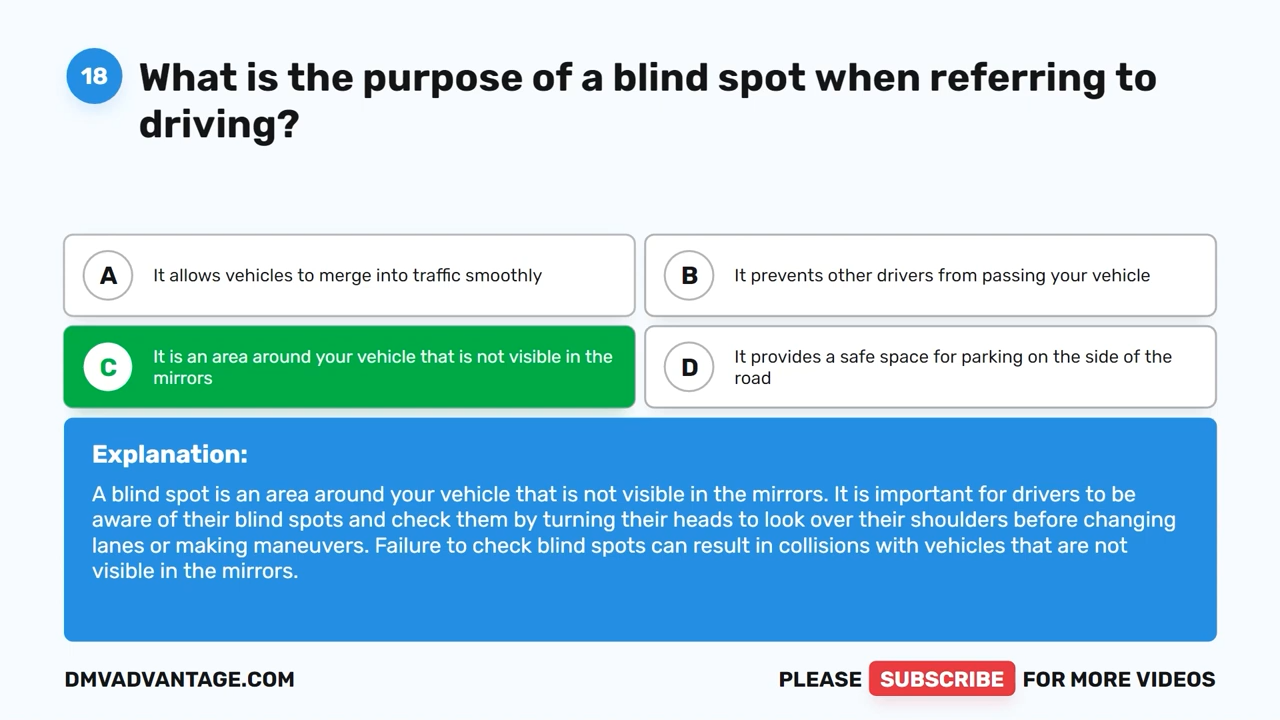 18
What is the purpose of a blind spot when referring to
driving?
A
It allows vehicles to merge into traffic smoothly
B
It prevents other drivers from passing your vehicle
C
It is an area around your vehicle that is not visible in the
mirrors
D
It provides a safe space for parking on the side of the
road
Explanation:
A blind spot is an area around your vehicle that is not visible in the mirrors. It is important for drivers to be
aware of their blind spots and check them by turning their heads to look over their shoulders before changing
lanes or making maneuvers. Failure to check blind spots can result in collisions with vehicles that are not
visible in the mirrors.
DMVADVANTAGE.COM
PLEASE SUBSCRIBE FOR MORE VIDEOS